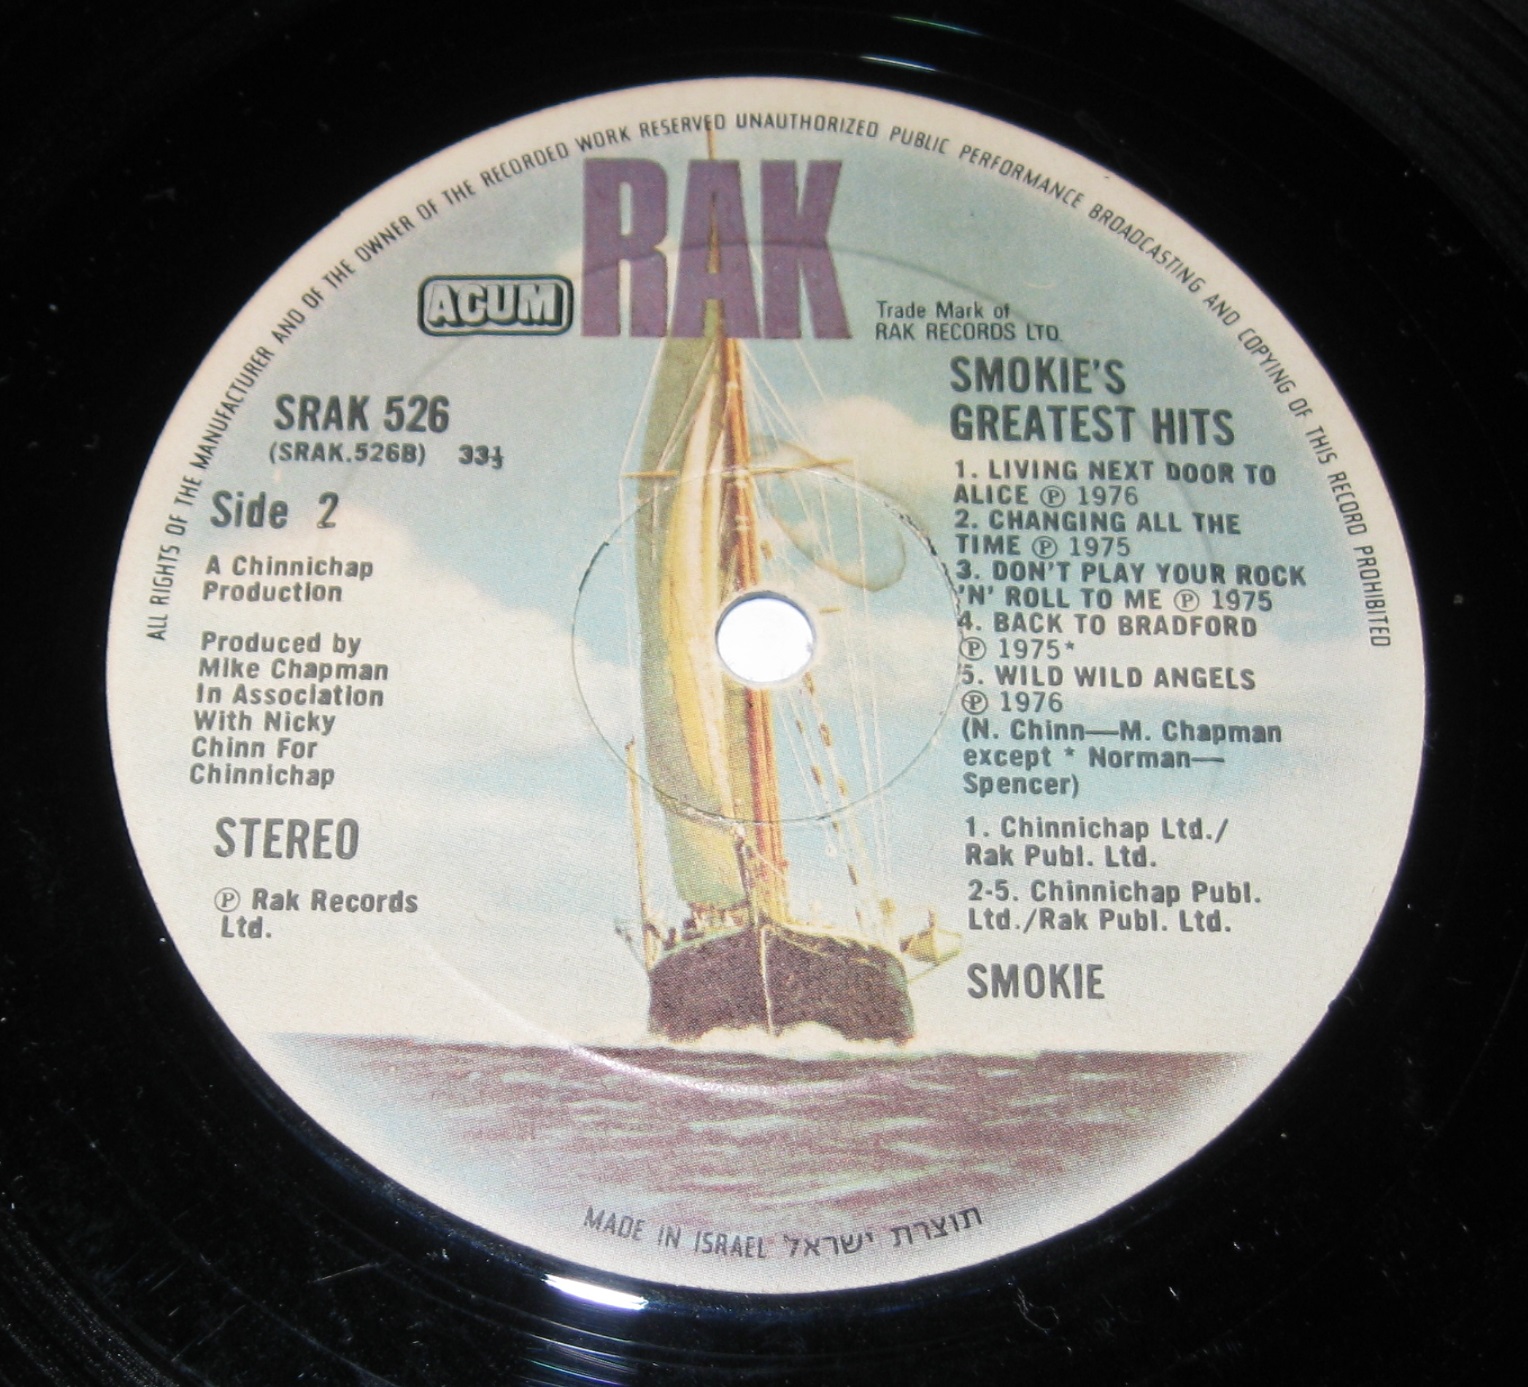 ALL RIGHTS OF THE MANUFACTURER AND OF THE OWNER OF THE RECORDED WORK RESERVED UNAUTHORIZED PUBLIC PERFORMANCE BROADCASTING AND COPYING OF THIS RECORD PROHIBITED
RAK
ACUM
Trade Mark of
RAK RECORDS LTD.
SRAK 526
(SRAK.526B) 33⅓
Side 2
A Chinnichap
Production
Produced by
Mike Chapman
In Association
With Nicky
Chinn For
Chinnichap
STEREO
℗ Rak Records
Ltd.
SMOKIE'S
GREATEST HITS
1. LIVING NEXT DOOR TO
ALICE ℗ 1976
2. CHANGING ALL THE
TIME ℗ 1975
3. DON'T PLAY YOUR ROCK
'N' ROLL TO ME ℗ 1975
4. BACK TO BRADFORD
℗ 1975*
5. WILD WILD ANGELS
℗ 1976
(N. Chinn—M. Chapman
except * Norman—
Spencer)
1. Chinnichap Ltd./
Rak Publ. Ltd.
2-5. Chinnichap Publ.
Ltd./Rak Publ. Ltd.
SMOKIE
MADE IN ISRAEL תוצרת ישראל